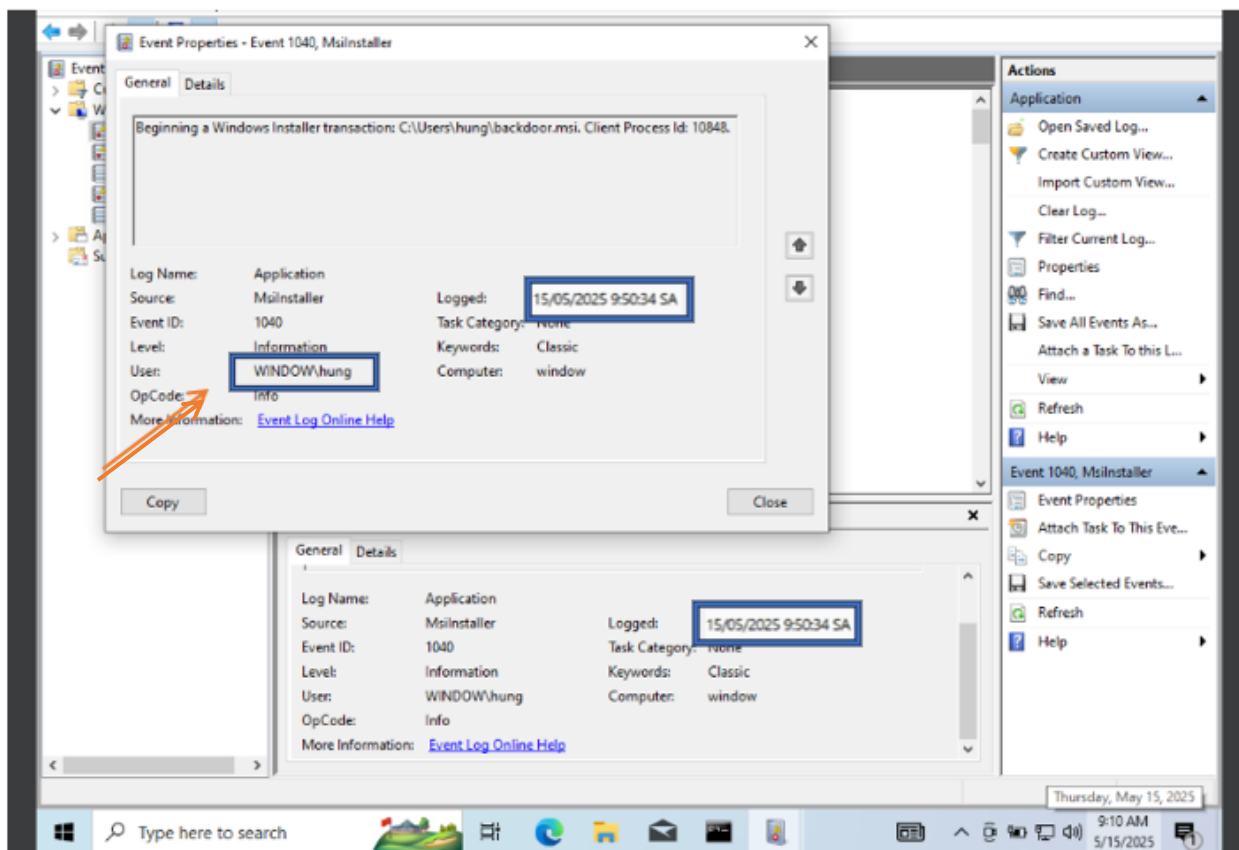 Event Properties - Event 1040, MsiInstaller
Event
C
W
A
Su
General Details
Beginning a Windows Installer transaction: C:\Users\hung\backdoor.msi. Client Process Id: 10848.
Log Name: Application
Source: MsiInstaller Logged: 15/05/2025 9:50:34 SA
Event ID: 1040 Task Category: None
Level: Information Keywords: Classic
User: WINDOW\hung Computer: window
OpCode: Info
More Information: Event Log Online Help
Copy Close
General Details
Log Name: Application
Source: MsiInstaller Logged: 15/05/2025 9:50:34 SA
Event ID: 1040 Task Category: None
Level: Information Keywords: Classic
User: WINDOW\hung Computer: window
OpCode: Info
More Information: Event Log Online Help
Actions
Application
Open Saved Log...
Create Custom View...
Import Custom View...
Clear Log...
Filter Current Log...
Properties
Find...
Save All Events As...
Attach a Task To this L...
View
Refresh
Help
Event 1040, MsiInstaller
Event Properties
Attach Task To This Eve...
Copy
Save Selected Events...
Refresh
Help
Thursday, May 15, 2025
Type here to search
9:10 AM
5/15/2025
1